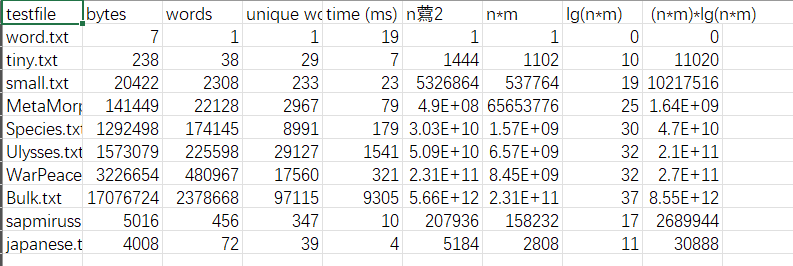 testfile bytes words unique wo time (ms) n藆2 n*m lg(n*m) (n*m)*lg(n*m)
word.txt 7 1 1 19 1 1 0 0
tiny.txt 238 38 29 7 1444 1102 10 11020
small.txt 20422 2308 233 23 5326864 537764 19 10217516
MetaMorp 141449 22128 2967 79 4.9E+08 65653776 25 1.64E+09
Species.txt 1292498 174145 8991 179 3.03E+10 1.57E+09 30 4.7E+10
Ulysses.txt 1573079 225598 29127 1541 5.09E+10 6.57E+09 32 2.1E+11
WarPeace 3226654 480967 17560 321 2.31E+11 8.45E+09 32 2.7E+11
Bulk.txt 17076724 2378668 97115 9305 5.66E+12 2.31E+11 37 8.55E+12
sapmiruss 5016 456 347 10 207936 158232 17 2689944
japanese.t 4008 72 39 4 5184 2808 11 30888